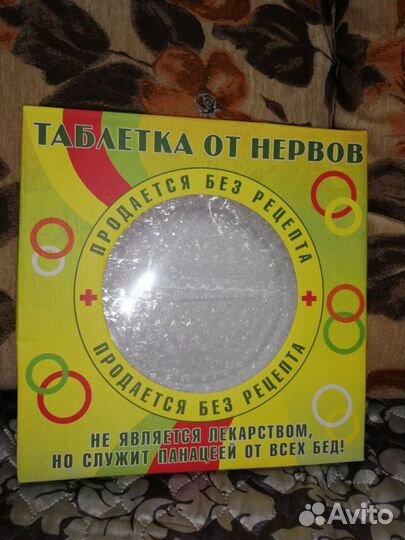 ТАБЛЕТКА ОТ НЕРВОВ
ПРОДАЕТСЯ БЕЗ РЕЦЕПТА
ПРОДАЕТСЯ БЕЗ РЕЦЕПТА
НЕ ЯВЛЯЕТСЯ ЛЕКАРСТВОМ,
НО СЛУЖИТ ПАНАЦЕЕЙ ОТ ВСЕХ БЕД!
Avito